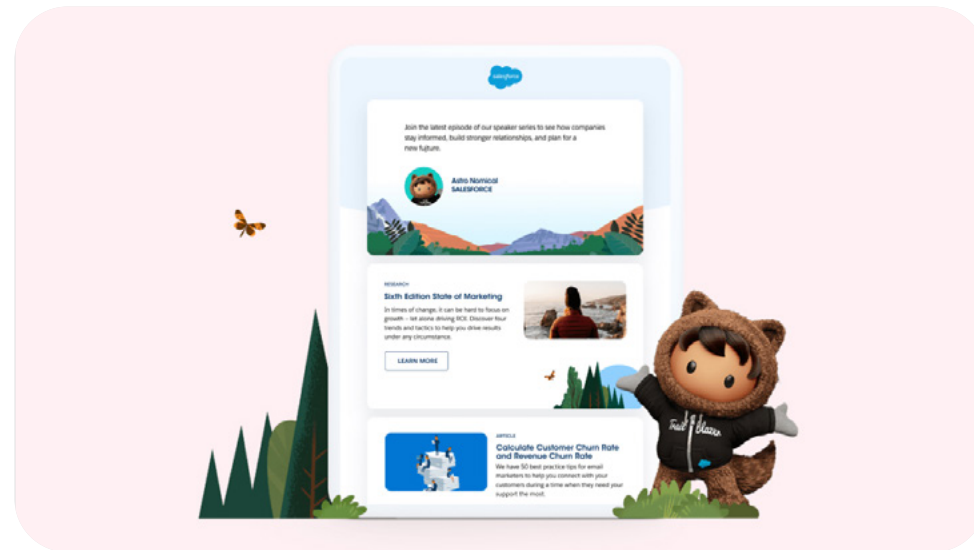 salesforce
Join the latest episode of our speaker series to see how companies
stay informed, build stronger relationships, and plan for a
new fujture.
Astro Nomical
SALESFORCE
RESEARCH
Sixth Edition State of Marketing
In times of change, it can be hard to focus on
growth – let alone driving ROI. Discover four
trends and tactics to help you drive results
under any circumstance.
LEARN MORE
ARTICLE
Calculate Customer Churn Rate
and Revenue Churn Rate
We have 50 best practice tips for email
marketers to help you connect with your
customers during a time when they need your
support the most.
Trail blazer